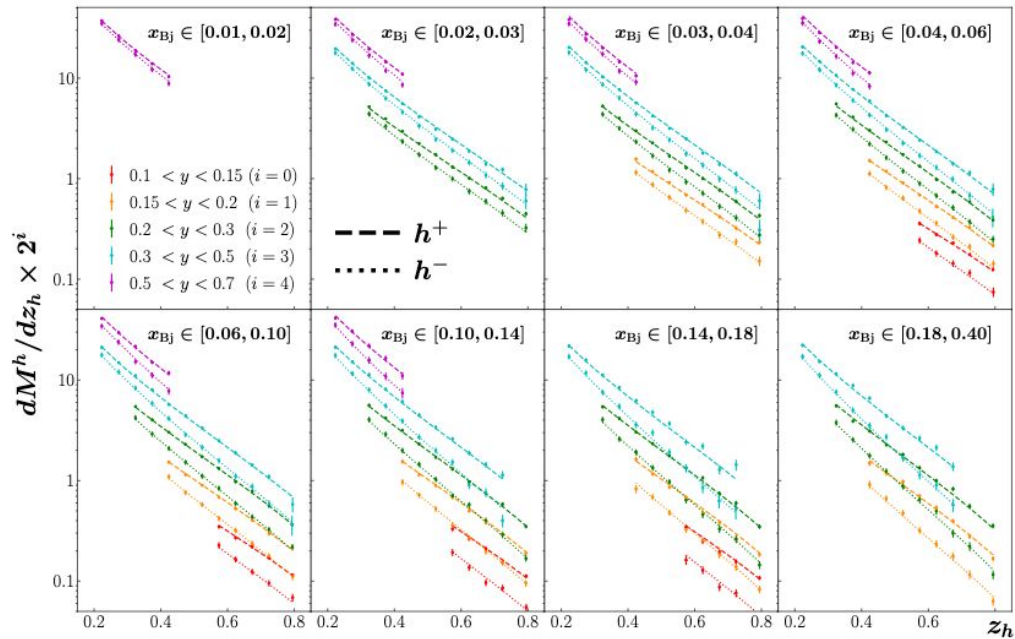 x_Bj ∈ [0.01, 0.02]
x_Bj ∈ [0.02, 0.03]
x_Bj ∈ [0.03, 0.04]
x_Bj ∈ [0.04, 0.06]
10
1
0.1
0.1 < y < 0.15 (i = 0)
0.15 < y < 0.2 (i = 1)
0.2 < y < 0.3 (i = 2)
0.3 < y < 0.5 (i = 3)
0.5 < y < 0.7 (i = 4)
h⁺
h⁻
dM^h/dz_h × 2^i
x_Bj ∈ [0.06, 0.10]
x_Bj ∈ [0.10, 0.14]
x_Bj ∈ [0.14, 0.18]
x_Bj ∈ [0.18, 0.40]
10
1
0.1
0.2 0.4 0.6 0.8
0.2 0.4 0.6 0.8
0.2 0.4 0.6 0.8
0.2 0.4 0.6 z_h